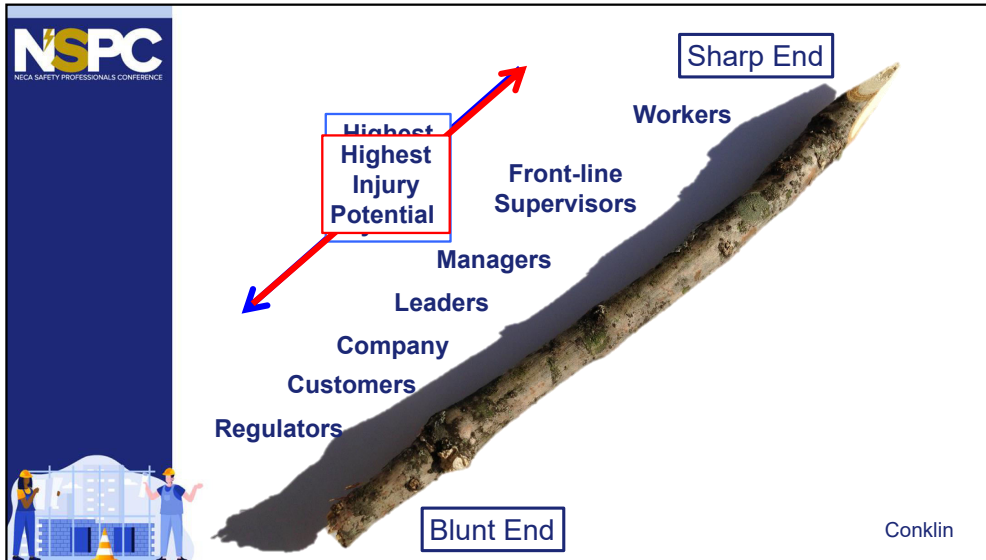 NSPC
NECA SAFETY PROFESSIONALS CONFERENCE
Sharp End
Workers
Highest
Highest
Injury
Potential
Front-line
Supervisors
Managers
Leaders
Company
Customers
Regulators
Blunt End
Conklin